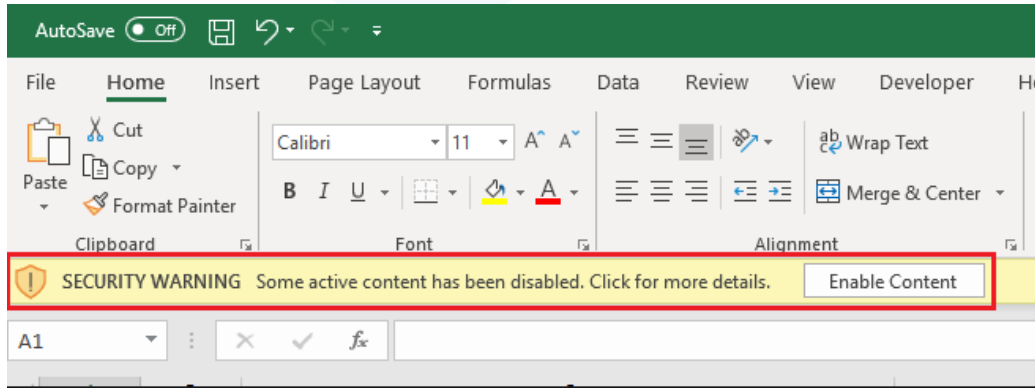 AutoSave Off
File Home Insert Page Layout Formulas Data Review View Developer
Cut
Calibri 11 A A ab Wrap Text
Copy
Paste
B I U A Merge & Center
Format Painter
Clipboard Font Alignment
SECURITY WARNING Some active content has been disabled. Click for more details. Enable Content
A1 fx